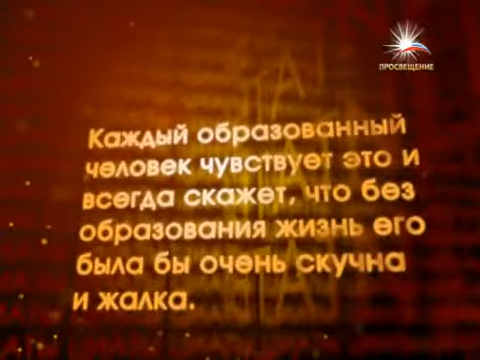 ПРОСВЕЩЕНИЕ
Каждый образованный
человек чувствует это и
всегда скажет, что без
образования жизнь его
была бы очень скучна
и жалка.